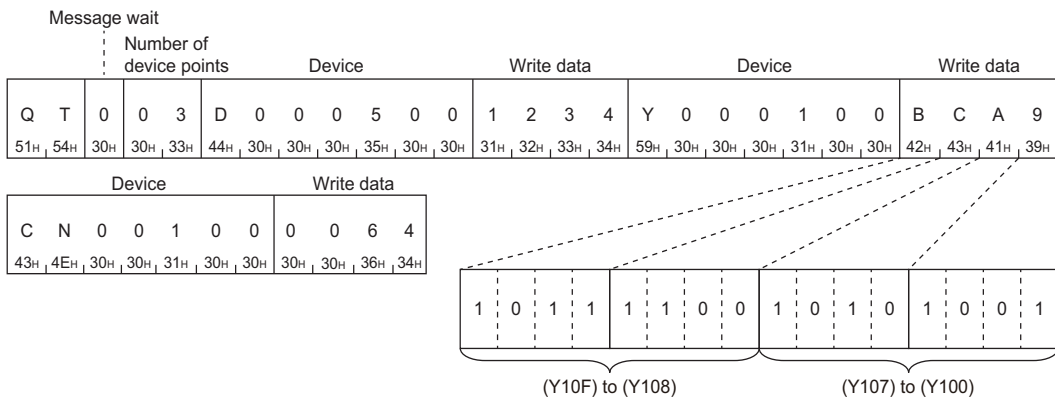 Message wait
Number of
device points Device Write data Device Write data
Q T 0 0 3 D 0 0 0 5 0 0 1 2 3 4 Y 0 0 0 1 0 0 B C A 9
51H 54H 30H 30H 33H 44H 30H 30H 30H 35H 30H 30H 31H 32H 33H 34H 59H 30H 30H 30H 31H 30H 30H 42H 43H 41H 39H
Device Write data
C N 0 0 1 0 0 0 0 6 4
43H 4EH 30H 30H 31H 30H 30H 30H 30H 36H 34H
1 0 1 1 1 1 0 0 1 0 1 0 1 0 0 1
(Y10F) to (Y108) (Y107) to (Y100)